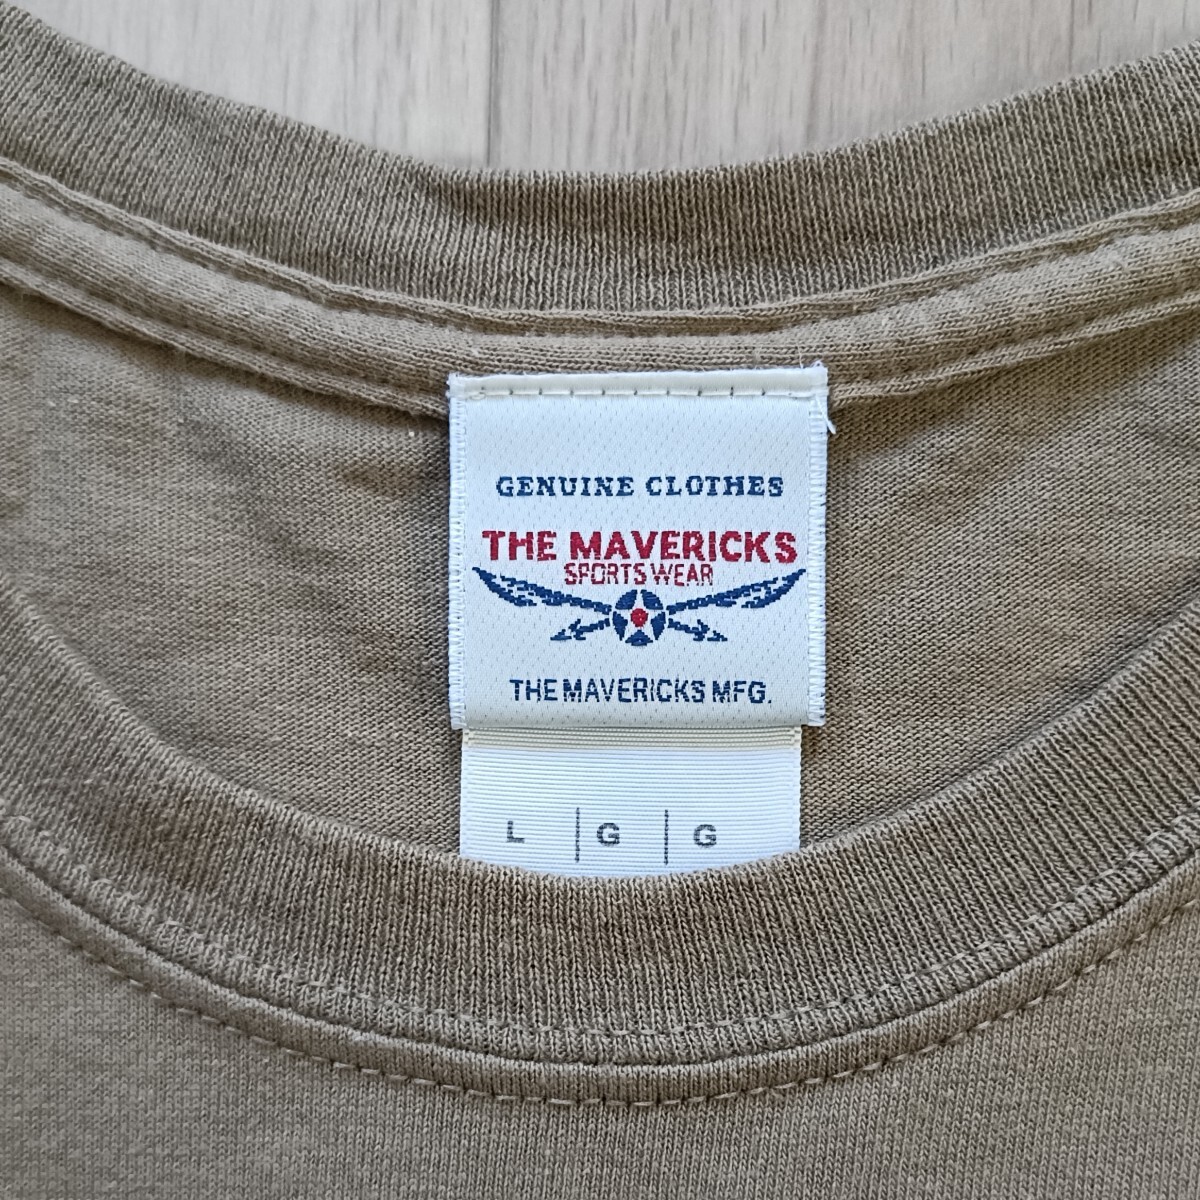 GENUINE CLOTHES
THE MAVERICKS
SPORTS WEAR
THE MAVERICKS MFG.
L | G | G